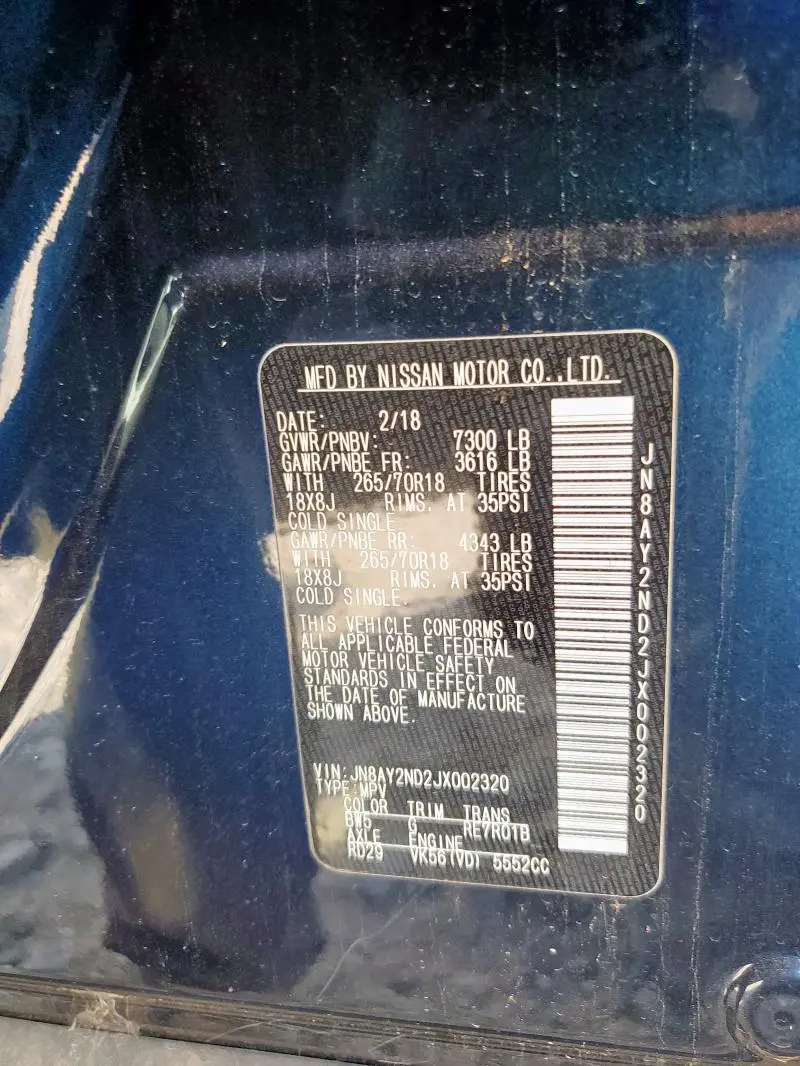 MFD BY NISSAN MOTOR CO.,LTD.
DATE: 2/18
GVWR/PNBV: 7300 LB
GAWR/PNBE FR: 3616 LB
WITH 265/70R18 TIRES
18X8J RIMS. AT 35PSI
COLD SINGLE.
GAWR/PNBE RR: 4343 LB
WITH 265/70R18 TIRES
18X8J RIMS. AT 35PSI
COLD SINGLE.
THIS VEHICLE CONFORMS TO
ALL APPLICABLE FEDERAL
MOTOR VEHICLE SAFETY
STANDARDS IN EFFECT ON
THE DATE OF MANUFACTURE
SHOWN ABOVE.
VIN:JN8AY2ND2JX002320
TYPE:MPV
COLOR TRIM TRANS
BW5 G RE7R01B
AXLE ENGINE
RD29 VK56(VD) 5552CC
JN8AY2ND2JX002320